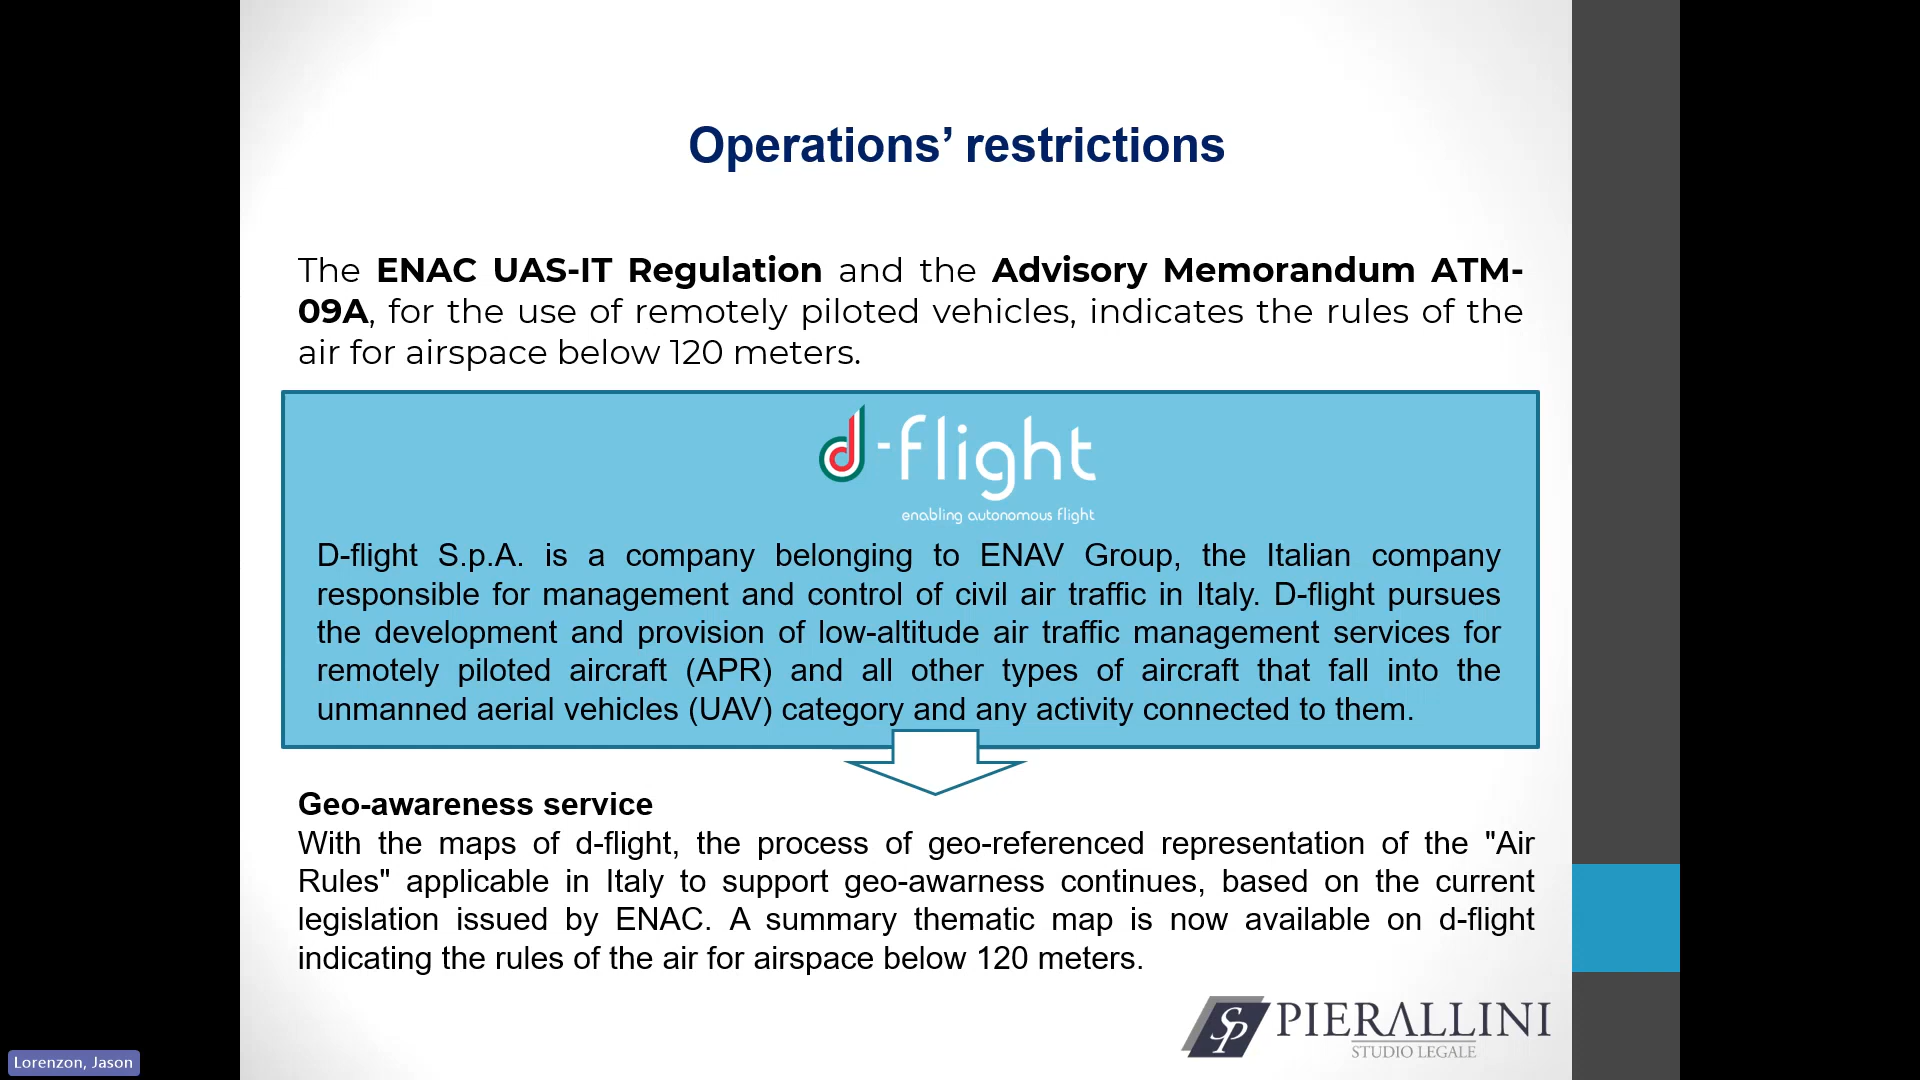 Operations’ restrictions
The ENAC UAS-IT Regulation and the Advisory Memorandum ATM-
09A, for the use of remotely piloted vehicles, indicates the rules of the
air for airspace below 120 meters.
d-flight
enabling autonomous flight
D-flight S.p.A. is a company belonging to ENAV Group, the Italian company
responsible for management and control of civil air traffic in Italy. D-flight pursues
the development and provision of low-altitude air traffic management services for
remotely piloted aircraft (APR) and all other types of aircraft that fall into the
unmanned aerial vehicles (UAV) category and any activity connected to them.
Geo-awareness service
With the maps of d-flight, the process of geo-referenced representation of the "Air
Rules" applicable in Italy to support geo-awarness continues, based on the current
legislation issued by ENAC. A summary thematic map is now available on d-flight
indicating the rules of the air for airspace below 120 meters.
SP PIERALLINI
STUDIO LEGALE
Lorenzon, Jason